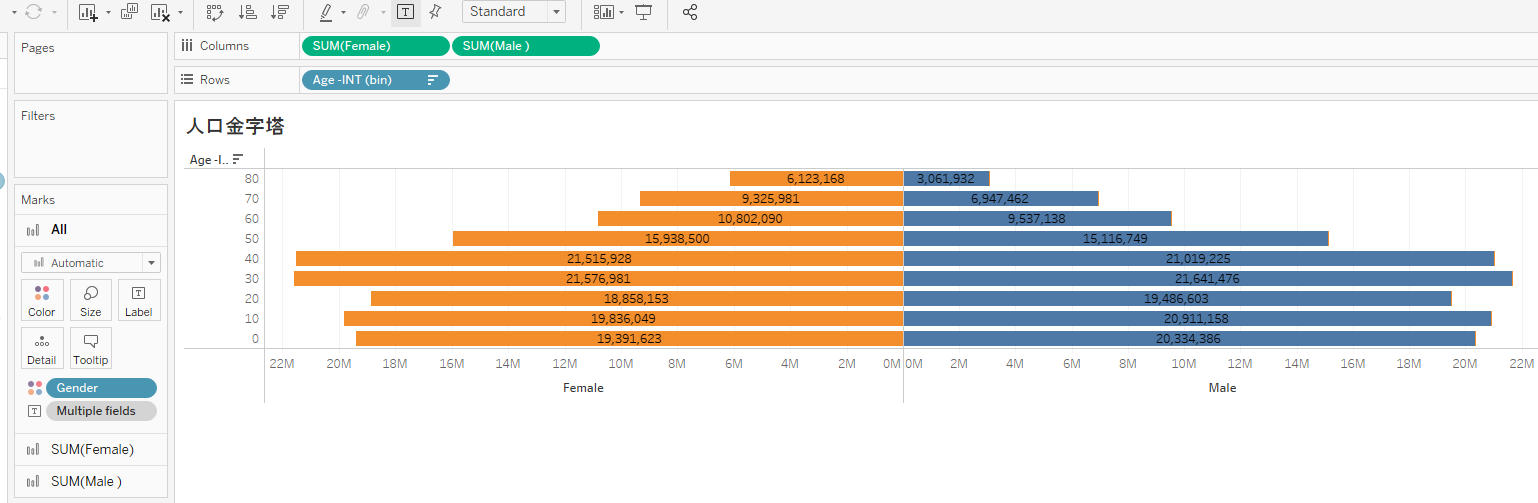 Standard
Pages
Columns
SUM(Female)
SUM(Male )
Rows
Age -INT (bin)
Filters
人口金字塔
Age -I..
80
6,123,168
3,061,932
70
9,325,981
6,947,462
60
10,802,090
9,537,138
50
15,938,500
15,116,749
40
21,515,928
21,019,225
30
21,576,981
21,641,476
20
18,858,153
19,486,603
10
19,836,049
20,911,158
0
19,391,623
20,334,386
22M 20M 18M 16M 14M 12M 10M 8M 6M 4M 2M 0M 0M 2M 4M 6M 8M 10M 12M 14M 16M 18M 20M 22M
Female
Male
Marks
All
Automatic
Color Size Label
Detail Tooltip
Gender
T Multiple fields
SUM(Female)
SUM(Male )